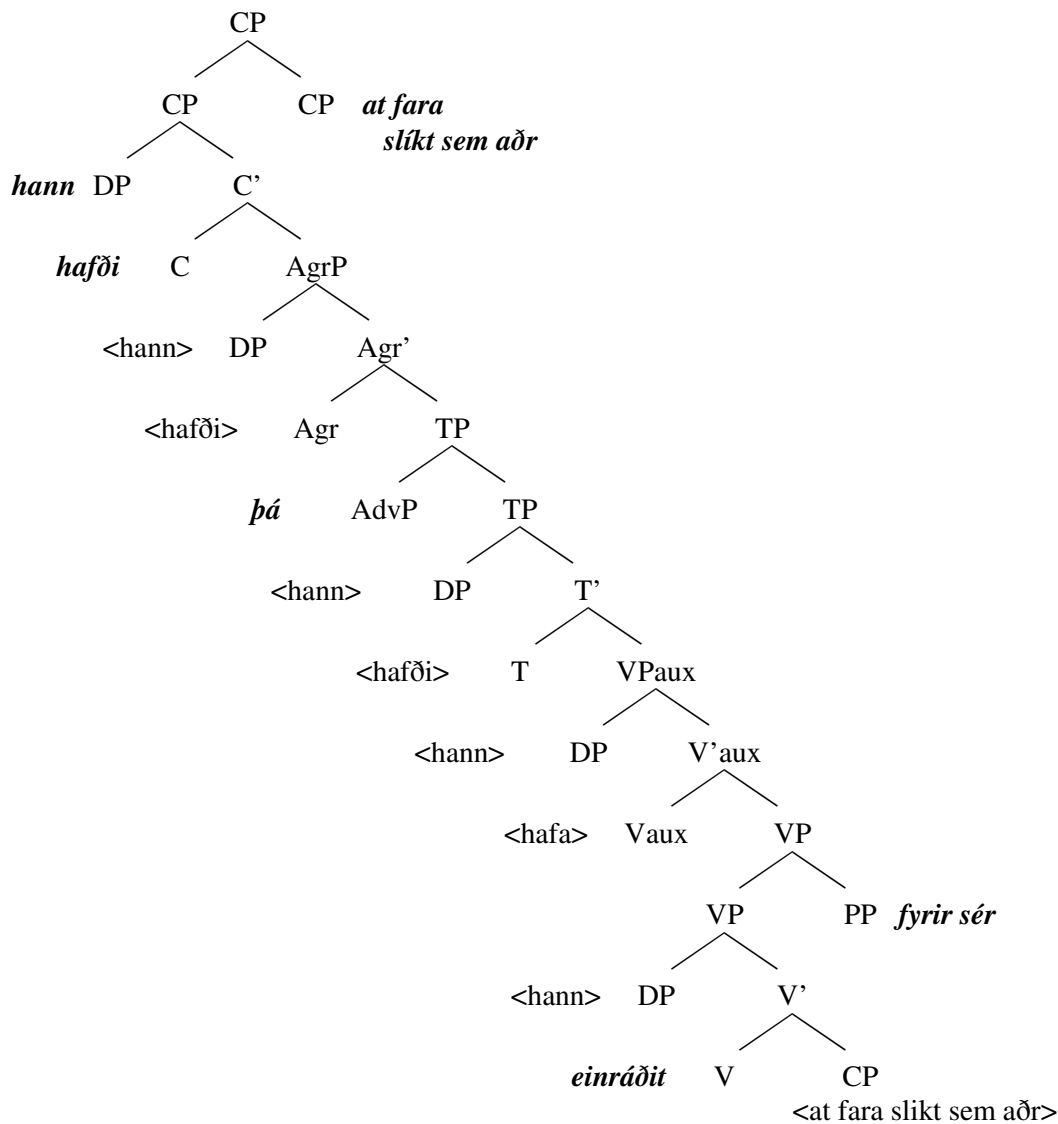 CP
CP CP at fara
slíkt sem aðr
hann DP C’
hafði C AgrP
<hann> DP Agr’
<hafði> Agr TP
þá AdvP TP
<hann> DP T’
<hafði> T VPaux
<hann> DP V’aux
<hafa> Vaux VP
VP PP fyrir sér
<hann> DP V’
einráðit V CP
<at fara slikt sem aðr>